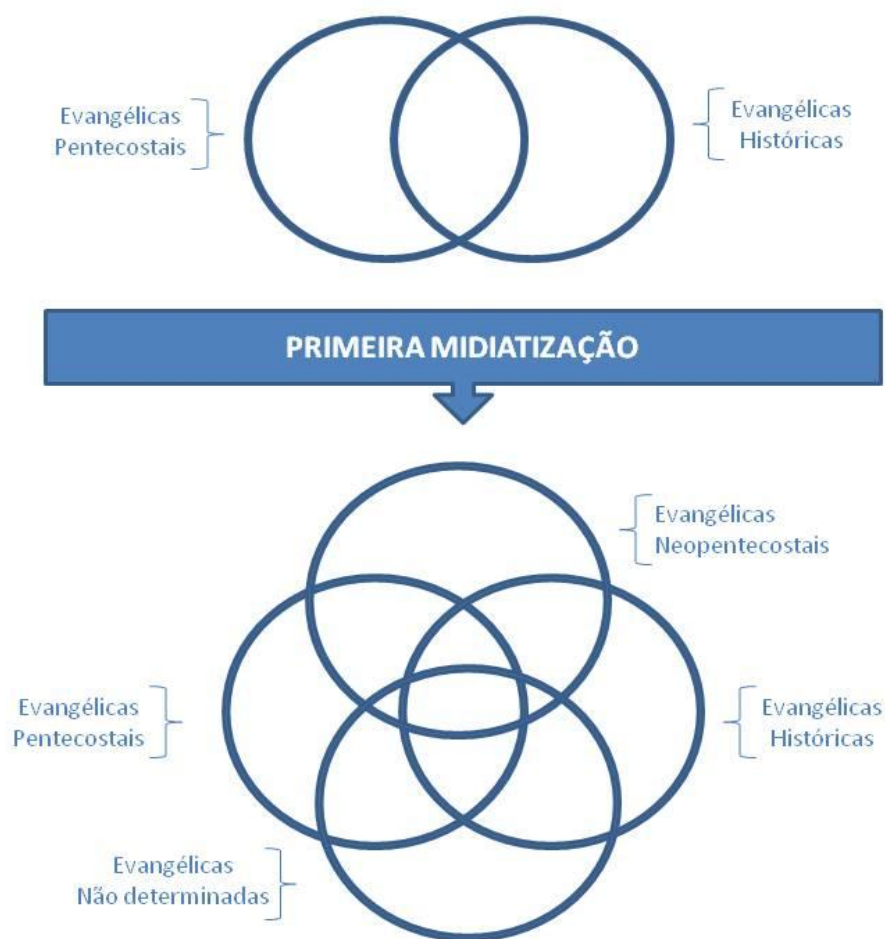 Evangélicas
Pentecostais
Evangélicas
Históricas
PRIMEIRA MIDIATIZAÇÃO
Evangélicas
Neopentecostais
Evangélicas
Pentecostais
Evangélicas
Históricas
Evangélicas
Não determinadas